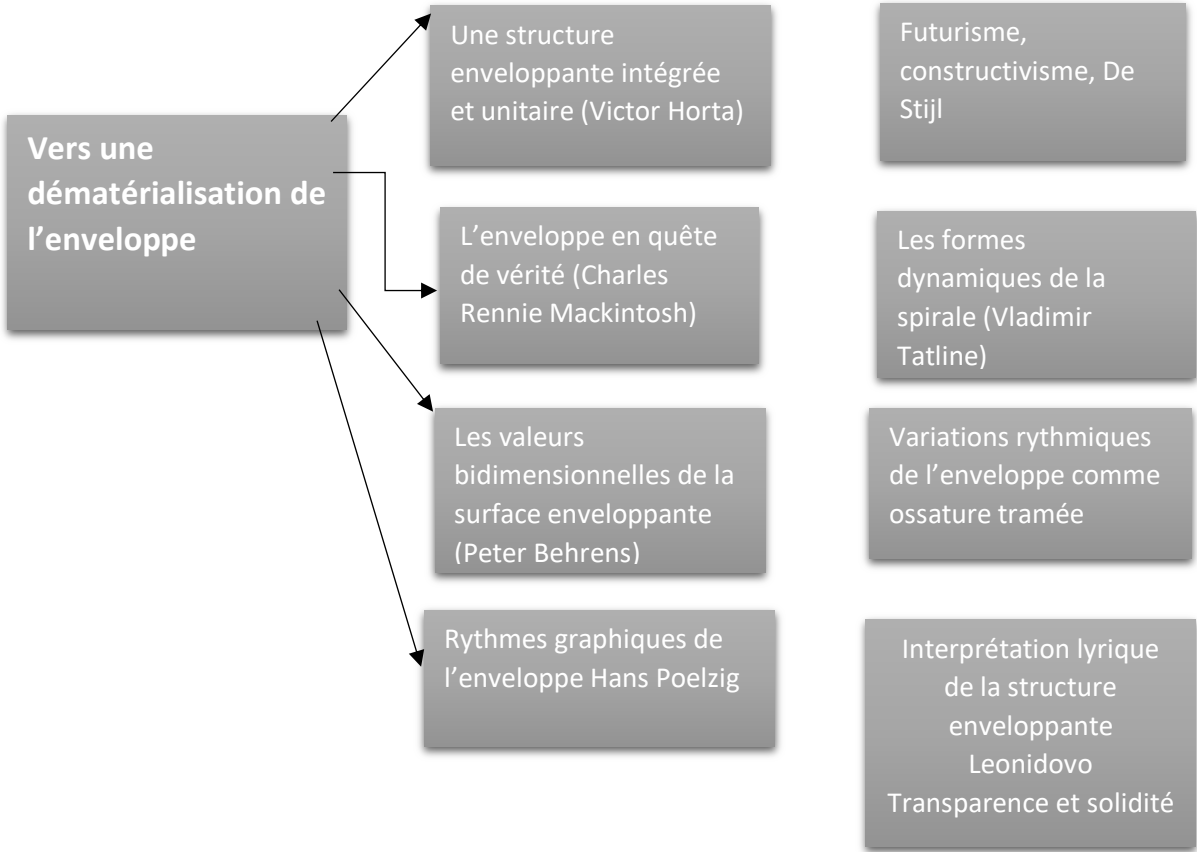 Vers une
dématérialisation de
l’enveloppe
Une structure
enveloppante intégrée
et unitaire (Victor Horta)
L’enveloppe en quête
de vérité (Charles
Rennie Mackintosh)
Les valeurs
bidimensionnelles de la
surface enveloppante
(Peter Behrens)
Rythmes graphiques de
l’enveloppe Hans Poelzig
Futurisme,
constructivisme, De
Stijl
Les formes
dynamiques de la
spirale (Vladimir
Tatline)
Variations rythmiques
de l’enveloppe comme
ossature tramée
Interprétation lyrique
de la structure
enveloppante
Leonidovo
Transparence et solidité